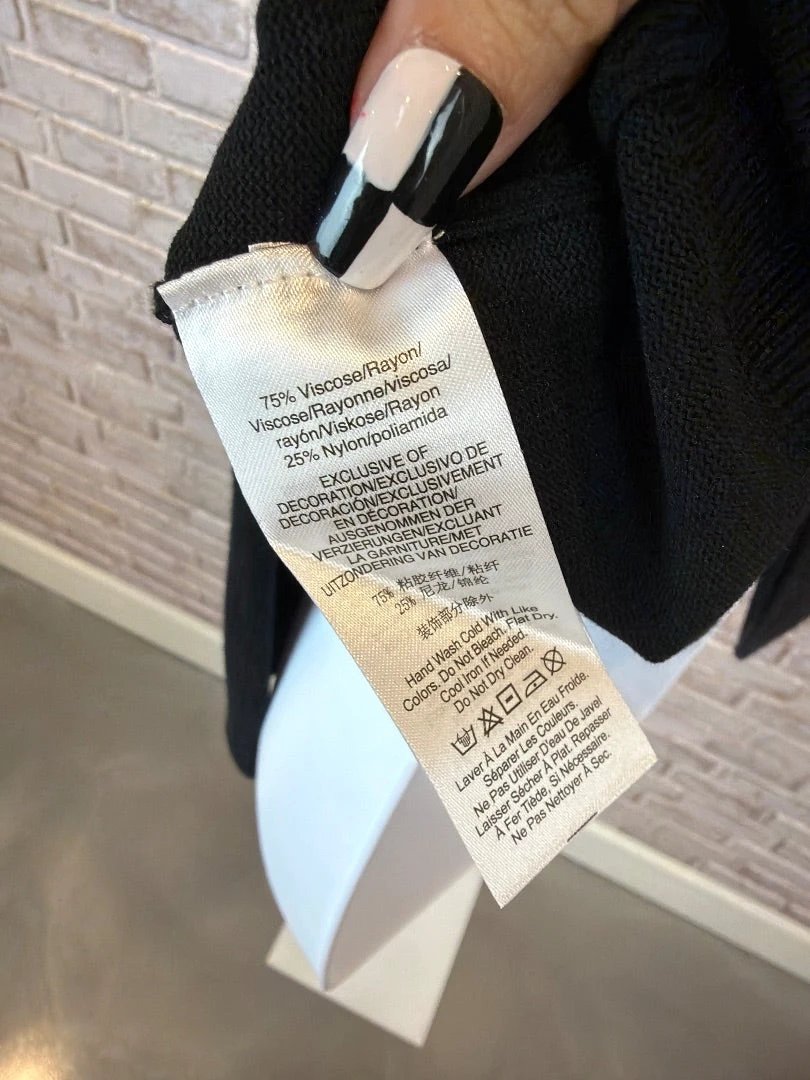 75% Viscose/Rayon/
Viscose/Rayonne/viscosa/
rayón/Viskose/Rayon
25% Nylon/poliamida
EXCLUSIVE OF
DECORATION/EXCLUSIVO DE
DECORACIÓN/EXCLUSIVEMENT
EN DÉCORATION/
AUSGENOMMEN DER
VERZIERUNGEN/EXCLUANT
LA GARNITURE/MET
UITZONDERING VAN DECORATIE
75% 粘胶纤维/粘纤
25% 尼龙/锦纶
装饰部分除外
Hand Wash Cold With Like
Colors. Do Not Bleach. Flat Dry.
Cool Iron If Needed.
Do Not Dry Clean.
Laver À La Main En Eau Froide.
Séparer Les Couleurs.
Ne Pas Utiliser D'eau De Javel
Laisser Sécher À Plat. Repasser
À Fer Tiède, Si Nécessaire.
Ne Pas Nettoyer À Sec.